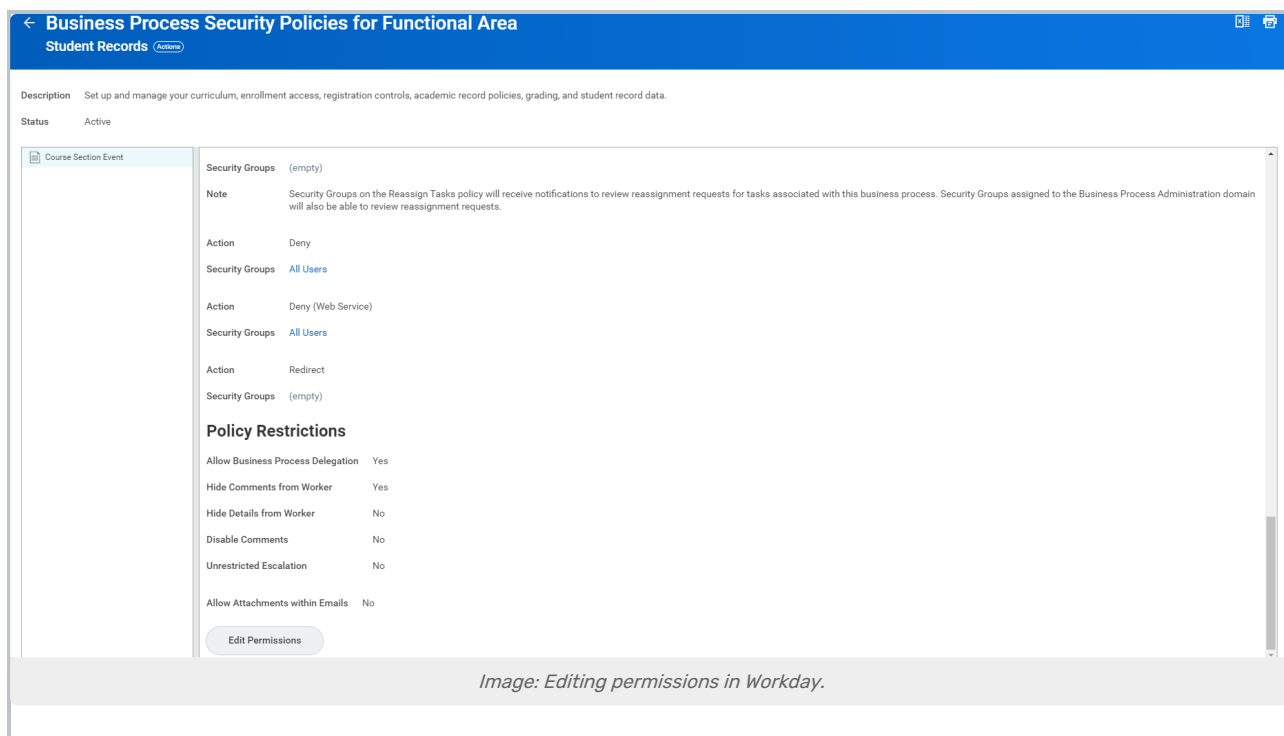 Business Process Security Policies for Functional Area
Student Records Actions
Description Set up and manage your curriculum, enrollment access, registration controls, academic record policies, grading, and student record data.
Status Active
Course Section Event
Security Groups (empty)
Note Security Groups on the Reassign Tasks policy will receive notifications to review reassignment requests for tasks associated with this business process. Security Groups assigned to the Business Process Administration domain
will also be able to review reassignment requests.
Action Deny
Security Groups All Users
Action Deny (Web Service)
Security Groups All Users
Action Redirect
Security Groups (empty)
Policy Restrictions
Allow Business Process Delegation Yes
Hide Comments from Worker Yes
Hide Details from Worker No
Disable Comments No
Unrestricted Escalation No
Allow Attachments within Emails No
Edit Permissions
Image: Editing permissions in Workday.